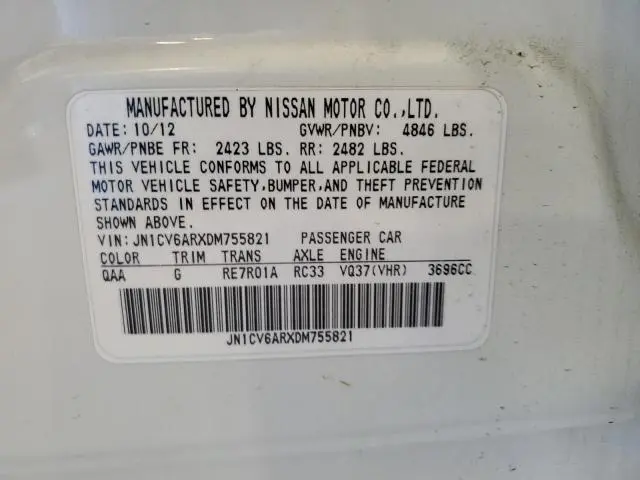 MANUFACTURED BY NISSAN MOTOR CO.,LTD.
DATE: 10/12 GVWR/PNBV: 4846 LBS.
GAWR/PNBE FR: 2423 LBS. RR: 2482 LBS.
THIS VEHICLE CONFORMS TO ALL APPLICABLE FEDERAL
MOTOR VEHICLE SAFETY,BUMPER,AND THEFT PREVENTION
STANDARDS IN EFFECT ON THE DATE OF MANUFACTURE
SHOWN ABOVE.
VIN: JN1CV6ARXDM755821 PASSENGER CAR
COLOR TRIM TRANS AXLE ENGINE
QAA G RE7R01A RC33 VQ37(VHR) 3696CC
JN1CV6ARXDM755821